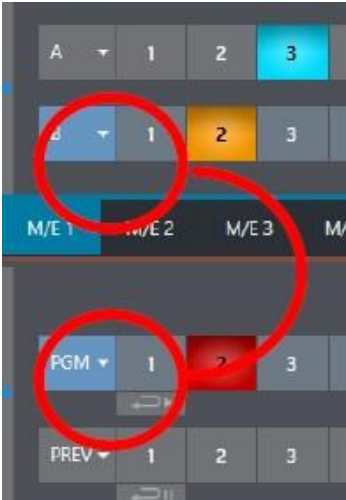 A 1 2 3
B 1 2 3
M/E 1 M/E 2 M/E 3 M/
PGM 1 2 3
PREV 1 2 3